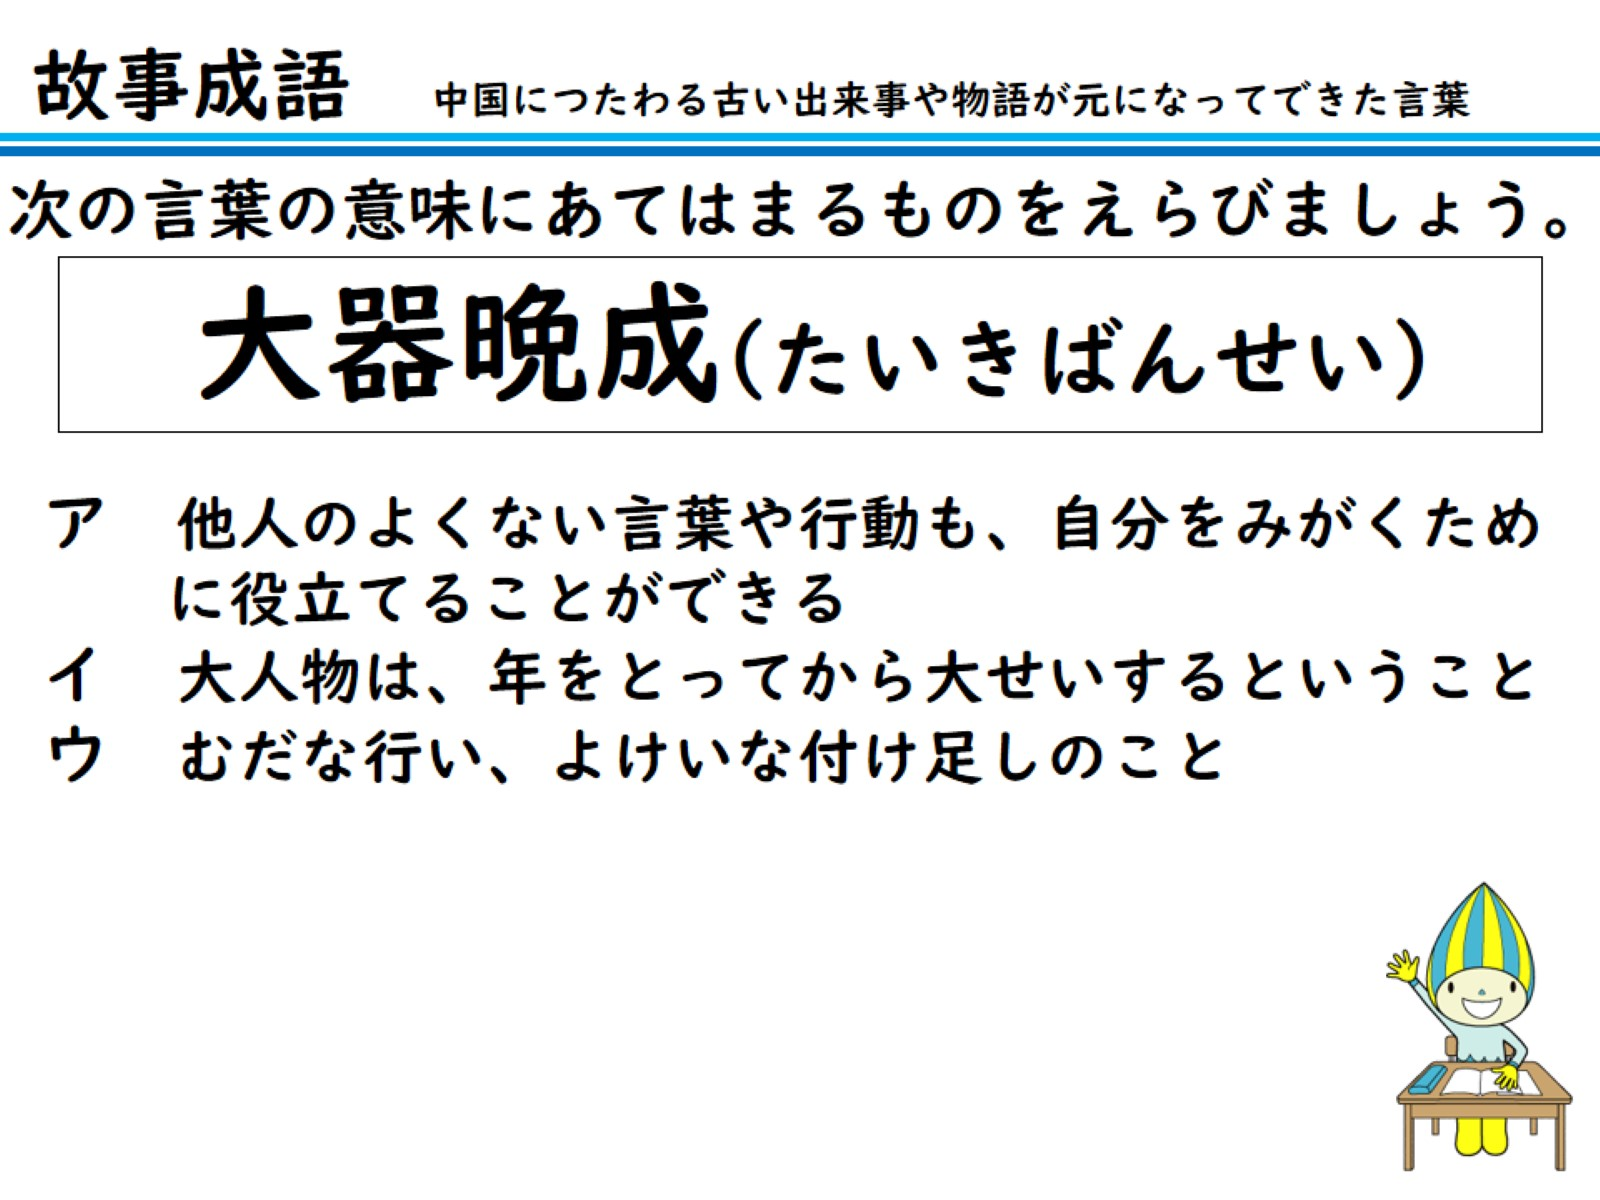 故事成語 中国につたわる古い出来事や物語が元になってできた言葉
次の言葉の意味にあてはまるものをえらびましょう。
大器晩成(たいきばんせい)
ア 他人のよくない言葉や行動も、自分をみがくため
に役立てることができる
イ 大人物は、年をとってから大せいするということ
ウ むだな行い、よけいな付け足しのこと